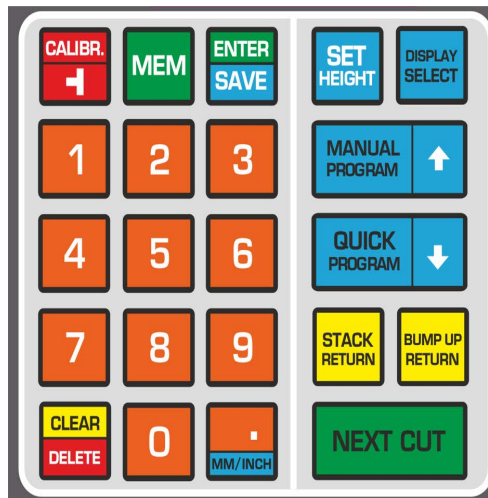 CALIBR.
MEM
ENTER
SAVE
1
2
3
4
5
6
7
8
9
CLEAR
DELETE
0
.
MM/INCH
SET
HEIGHT
DISPLAY
SELECT
MANUAL
PROGRAM
QUICK
PROGRAM
STACK
RETURN
BUMP UP
RETURN
NEXT CUT